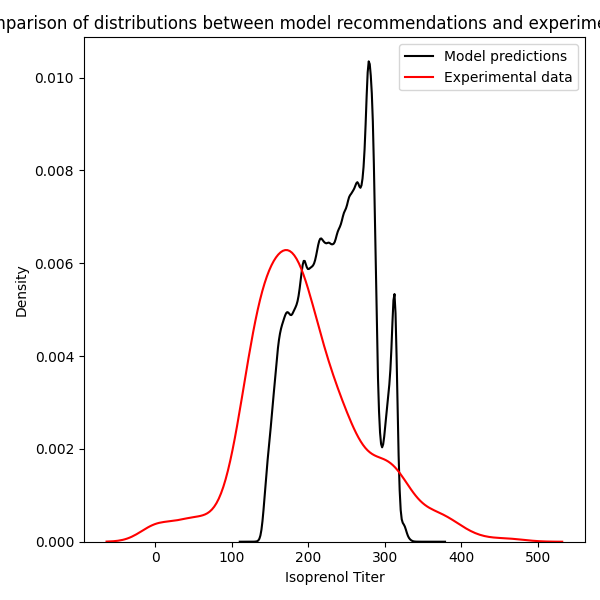 parison of distributions between model recommendations and experime
Model predictions
Experimental data
0.010
0.008
0.006
0.004
0.002
0.000
Density
0
100
200
300
400
500
Isoprenol Titer